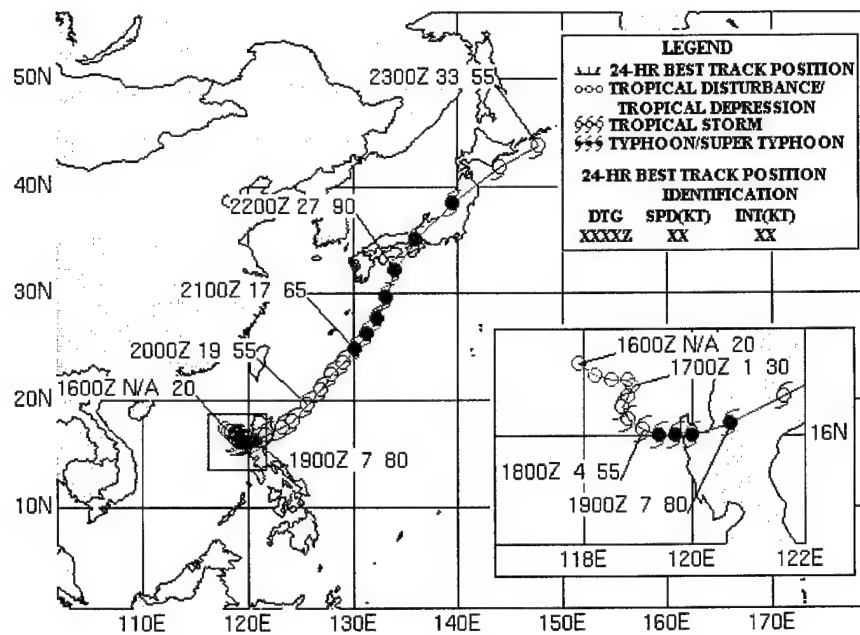 50N
40N
30N
20N
10N
110E
120E
130E
140E
150E
160E
170E
2300Z 33 55
2200Z 27 90
2100Z 17 65
2000Z 19 55
1600Z N/A 20
1900Z 7 80
LEGEND
24-HR BEST TRACK POSITION
TROPICAL DISTURBANCE/
TROPICAL DEPRESSION
TROPICAL STORM
TYPHOON/SUPER TYPHOON
24-HR BEST TRACK POSITION
IDENTIFICATION
DTG SPD(KT) INT(KT)
XXXXZ XX XX
1600Z N/A 20
1700Z 1 30
16N
1800Z 4 55
1900Z 7 80
118E 120E 122E